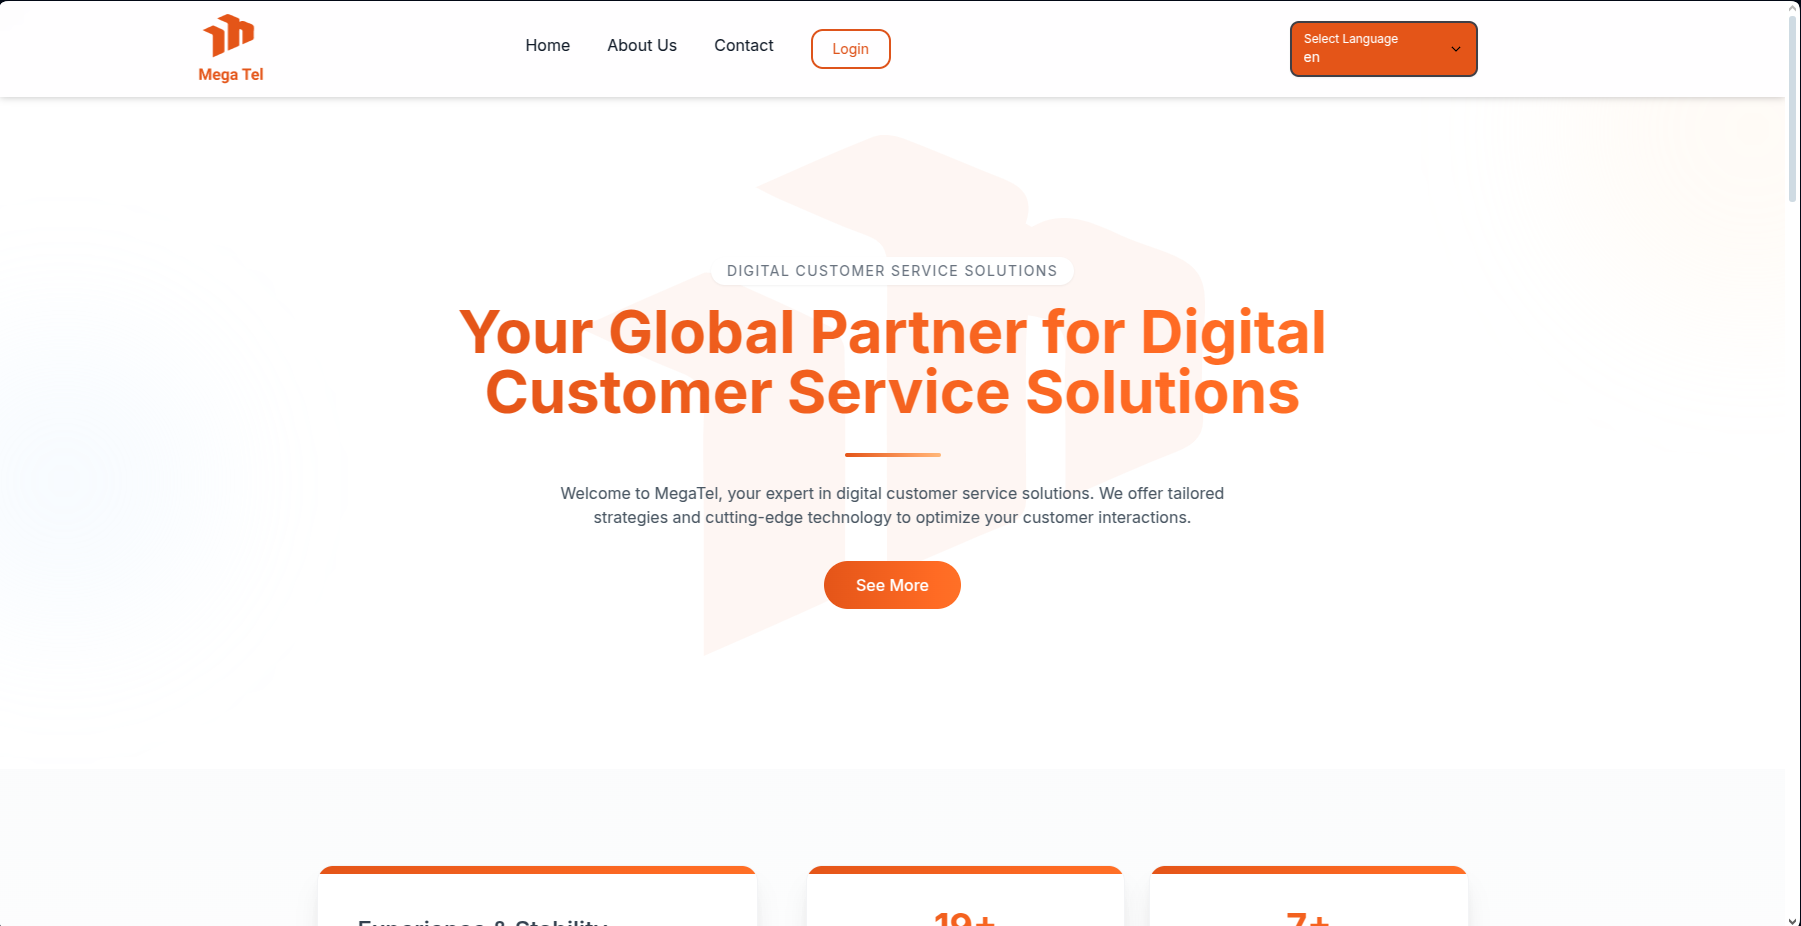 Mega Tel
Home
About Us
Contact
Login
Select Language
en
DIGITAL CUSTOMER SERVICE SOLUTIONS
Your Global Partner for Digital
Customer Service Solutions
Welcome to MegaTel, your expert in digital customer service solutions. We offer tailored
strategies and cutting-edge technology to optimize your customer interactions.
See More
Experience & Stability
19+
7+